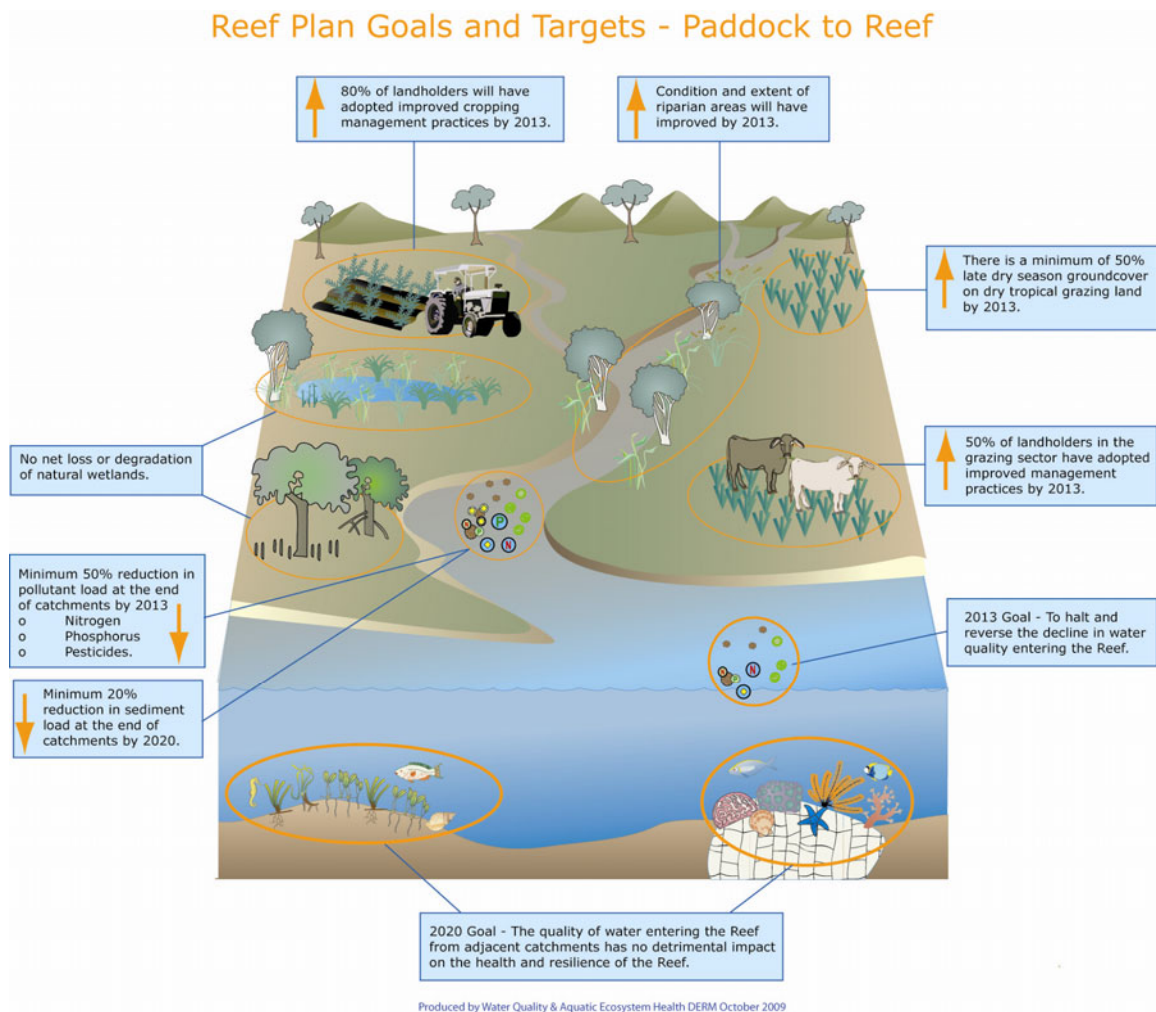 Reef Plan Goals and Targets - Paddock to Reef
80% of landholders will have
adopted improved cropping
management practices by 2013.
Condition and extent of
riparian areas will have
improved by 2013.
There is a minimum of 50%
late dry season groundcover
on dry tropical grazing land
by 2013.
No net loss or degradation
of natural wetlands.
50% of landholders in the
grazing sector have adopted
improved management
practices by 2013.
P
N
P
N
Minimum 50% reduction in
pollutant load at the end
of catchments by 2013
o Nitrogen
o Phosphorus
o Pesticides.
2013 Goal - To halt and
reverse the decline in water
quality entering the Reef.
N
P
Minimum 20%
reduction in sediment
load at the end of
catchments by 2020.
2020 Goal - The quality of water entering the Reef
from adjacent catchments has no detrimental impact
on the health and resilience of the Reef.
Produced by Water Quality & Aquatic Ecosystem Health DERM October 2009